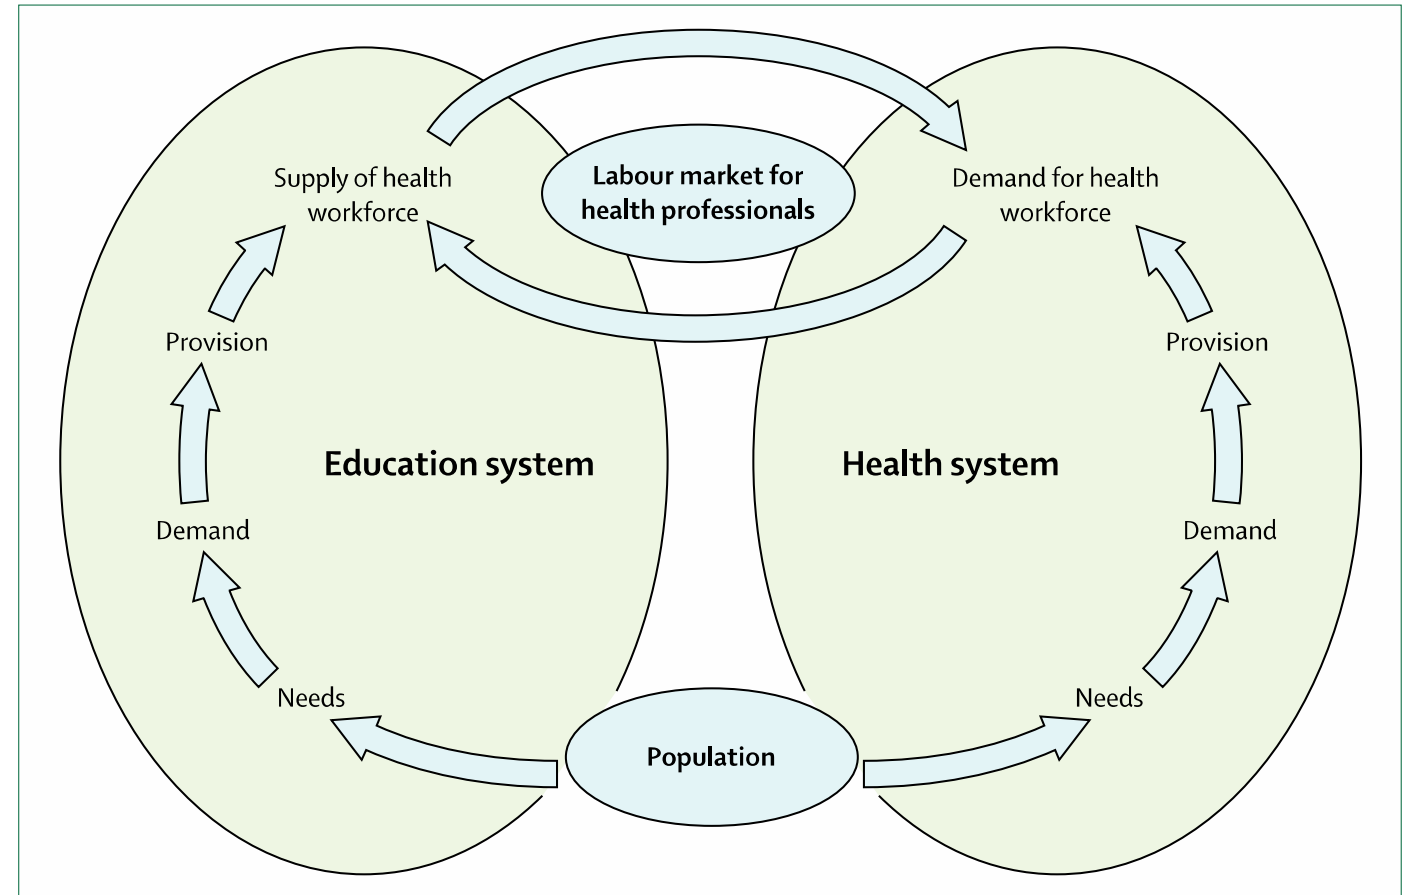 Labour market for
health professionals
Supply of health
workforce
Demand for health
workforce
Provision
Provision
Education system
Health system
Demand
Demand
Needs
Needs
Population